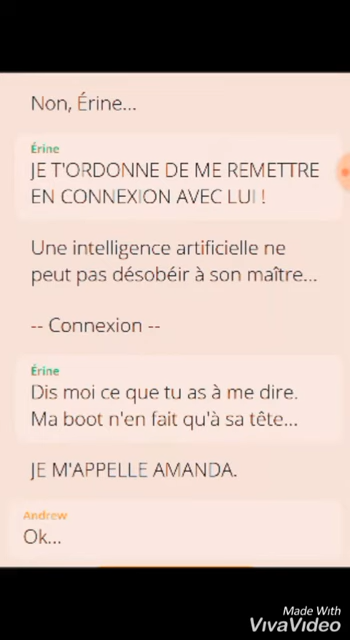 Non, Érine...
Érine
JE T'ORDONNE DE ME REMETTRE
EN CONNEXION AVEC LUI !
Une intelligence artificielle ne
peut pas désobéir à son maître...
-- Connexion --
Érine
Dis moi ce que tu as à me dire.
Ma boot n'en fait qu'à sa tête...
JE M'APPELLE AMANDA.
Andrew
Ok...
Made With
VivaVideo